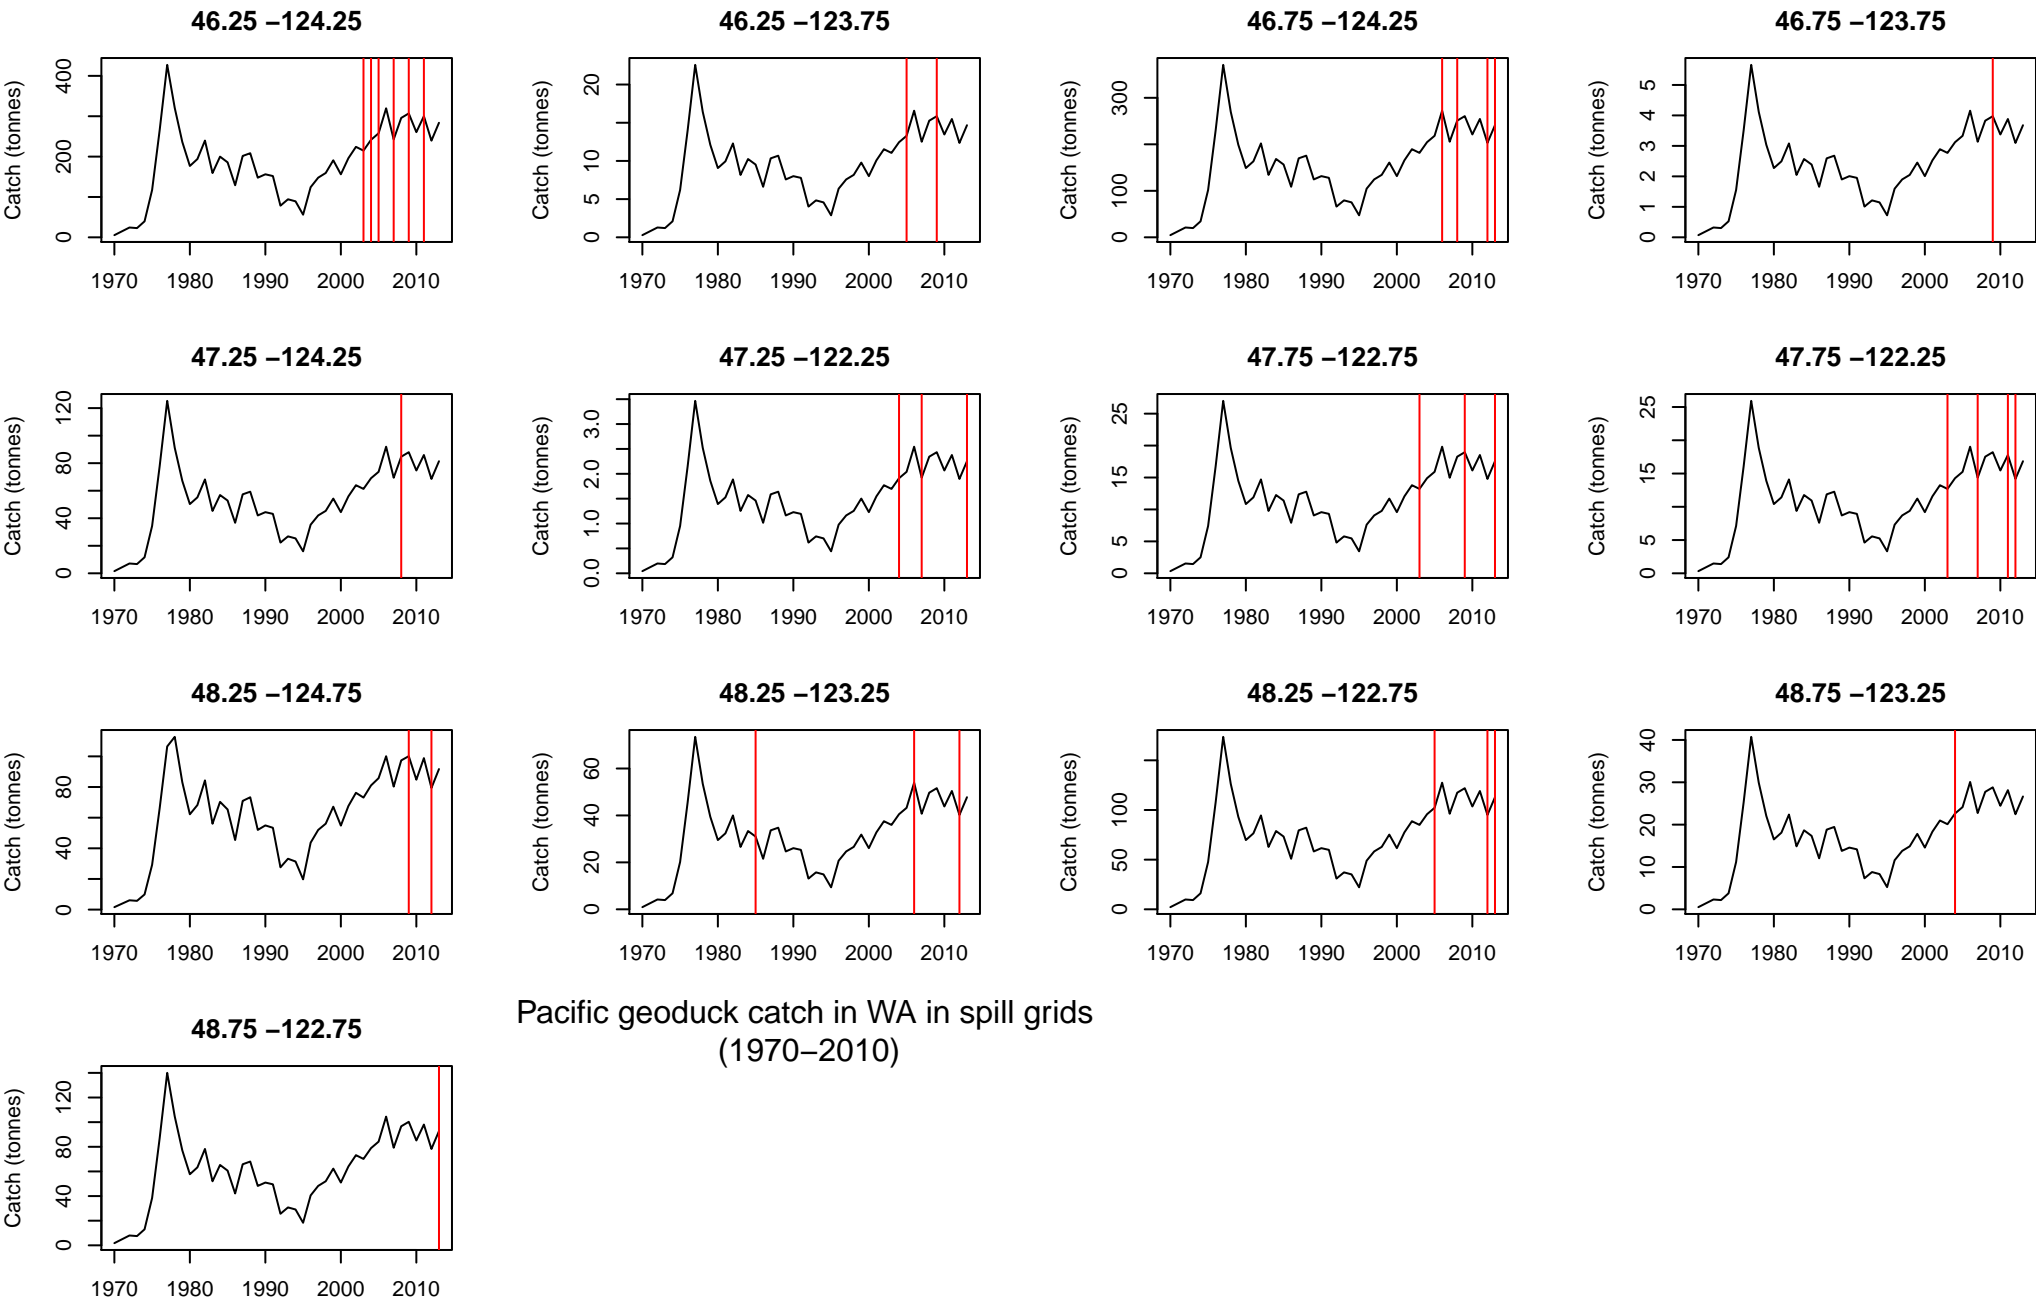 46.25 −124.25
46.25 −123.75
46.75 −124.25
46.75 −123.75
Catch (tonnes)
0 200 400
1970 1980 1990 2000 2010
Catch (tonnes)
0 5 10 20
1970 1980 1990 2000 2010
Catch (tonnes)
0 100 300
1970 1980 1990 2000 2010
Catch (tonnes)
0 1 2 3 4 5
1970 1980 1990 2000 2010
47.25 −124.25
47.25 −122.25
47.75 −122.75
47.75 −122.25
Catch (tonnes)
0 40 80 120
1970 1980 1990 2000 2010
Catch (tonnes)
0.0 1.0 2.0 3.0
1970 1980 1990 2000 2010
Catch (tonnes)
0 5 15 25
1970 1980 1990 2000 2010
Catch (tonnes)
0 5 15 25
1970 1980 1990 2000 2010
48.25 −124.75
48.25 −123.25
48.25 −122.75
48.75 −123.25
Catch (tonnes)
0 40 80
1970 1980 1990 2000 2010
Catch (tonnes)
0 20 40 60
1970 1980 1990 2000 2010
Catch (tonnes)
0 50 100
1970 1980 1990 2000 2010
Catch (tonnes)
0 10 20 30 40
1970 1980 1990 2000 2010
48.75 −122.75
Catch (tonnes)
0 40 80 120
1970 1980 1990 2000 2010
Pacific geoduck catch in WA in spill grids
(1970−2010)